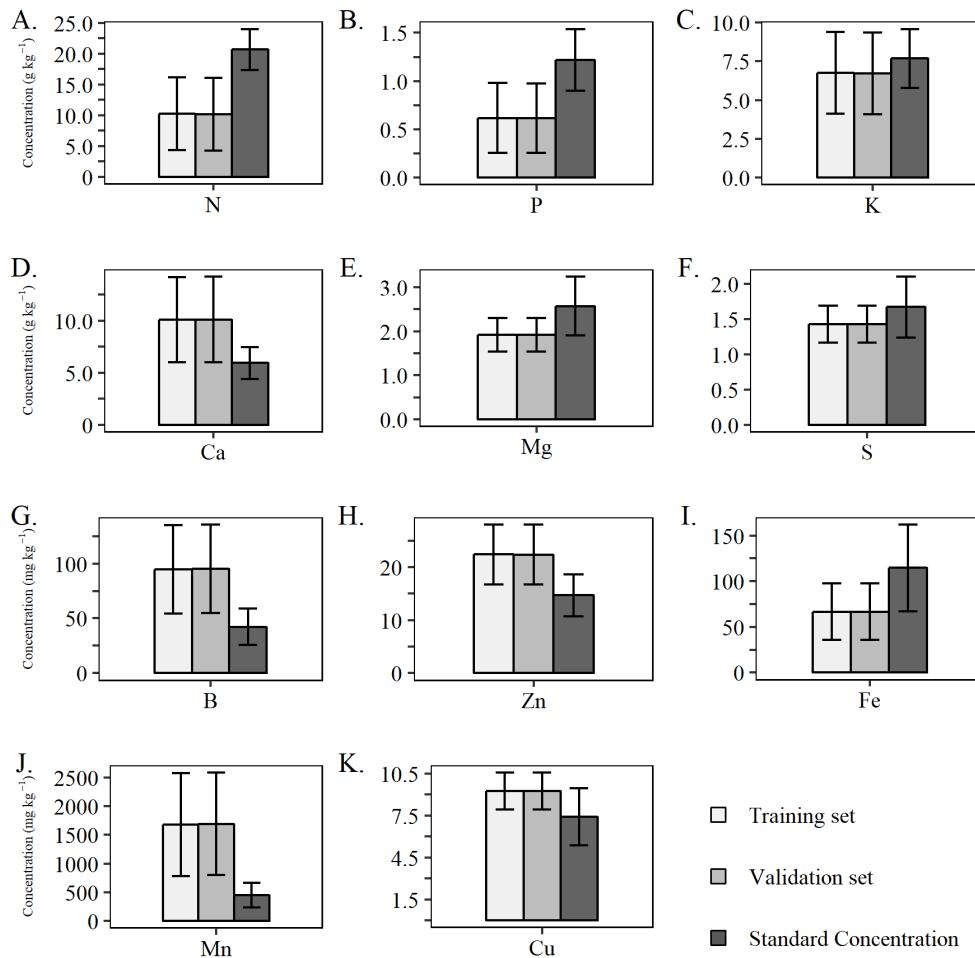 A.
Concentration (g kg⁻¹)
25.0
20.0
15.0
10.0
5.0
0
N
B.
1.5
1.0
0.5
0.0
P
C.
10.0
7.5
5.0
2.5
0.0
K
D.
Concentration (g kg⁻¹)
10.0
5.0
0
Ca
E.
3.0
2.0
1.0
0.0
Mg
F.
2.0
1.5
1.0
0.5
0.0
S
G.
Concentration (mg kg⁻¹)
100
50
0
B
H.
20
10
0
Zn
I.
150
100
50
0
Fe
J.
Concentration (mg kg⁻¹)
2500
2000
1500
1000
500
0
Mn
K.
10.5
7.5
4.5
1.5
Cu
Training set
Validation set
Standard Concentration